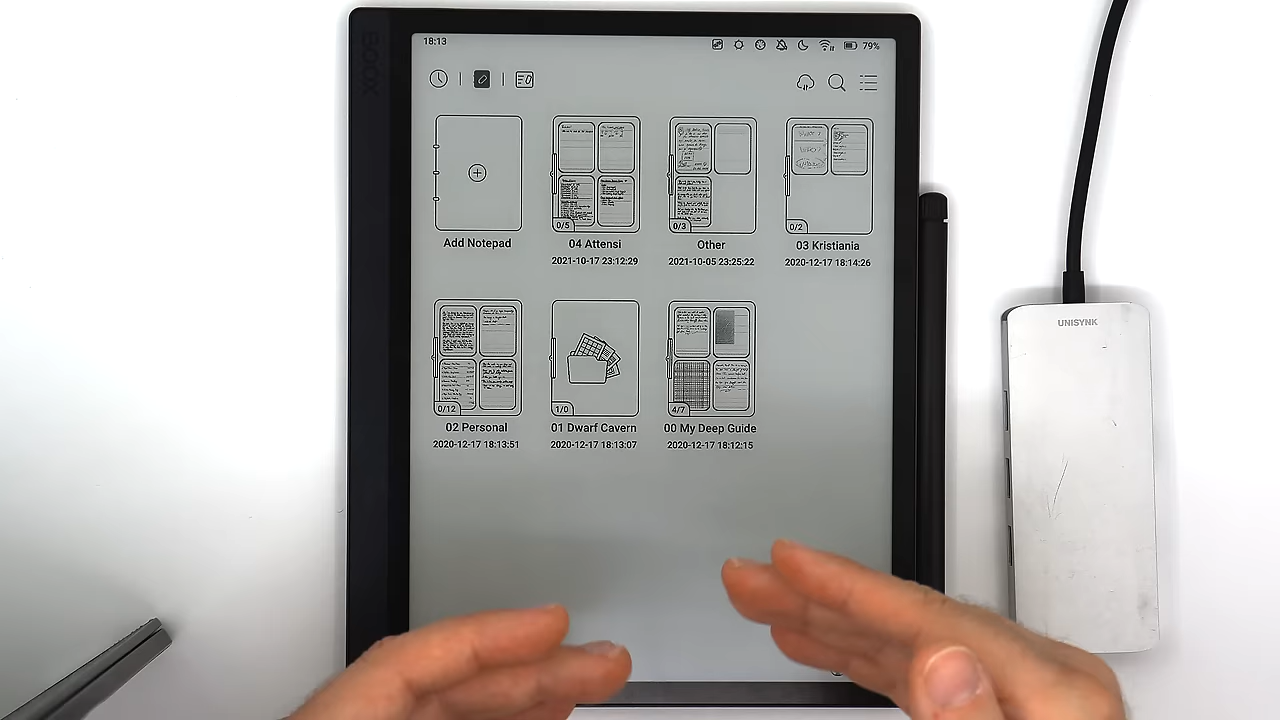 BOOX
18:13
79%
0/5
0/3
0/2
Add Notepad
04 Attensi
Other
03 Kristiania
2021-10-17 23:12:29
2021-10-05 23:25:22
2020-12-17 18:14:26
UNISYNK
0/12
1/0
4/7
02 Personal
01 Dwarf Cavern
00 My Deep Guide
2020-12-17 18:13:51
2020-12-17 18:13:07
2020-12-17 18:12:15